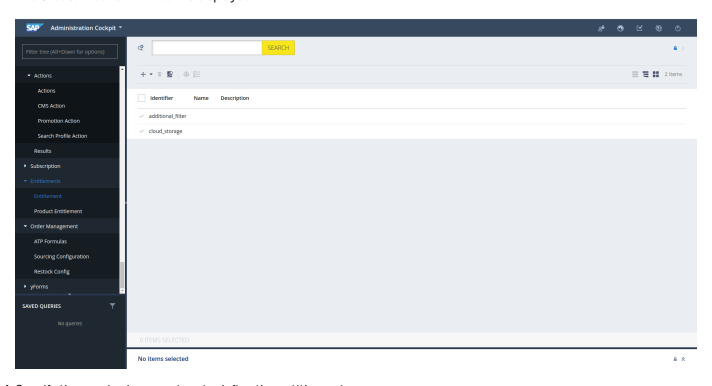 SAP Administration Cockpit
Filter tree (Alt+Down for options)
SEARCH
2 items
Actions
Actions
CMS Action
Promotion Action
Search Profile Action
Results
Subscription
Entitlements
Entitlement
Product Entitlement
Order Management
ATP Formulas
Sourcing Configuration
Restock Config
yForms
Identifier Name Description
additional_filter
cloud_storage
SAVED QUERIES
No queries
0 ITEMS SELECTED
No items selected